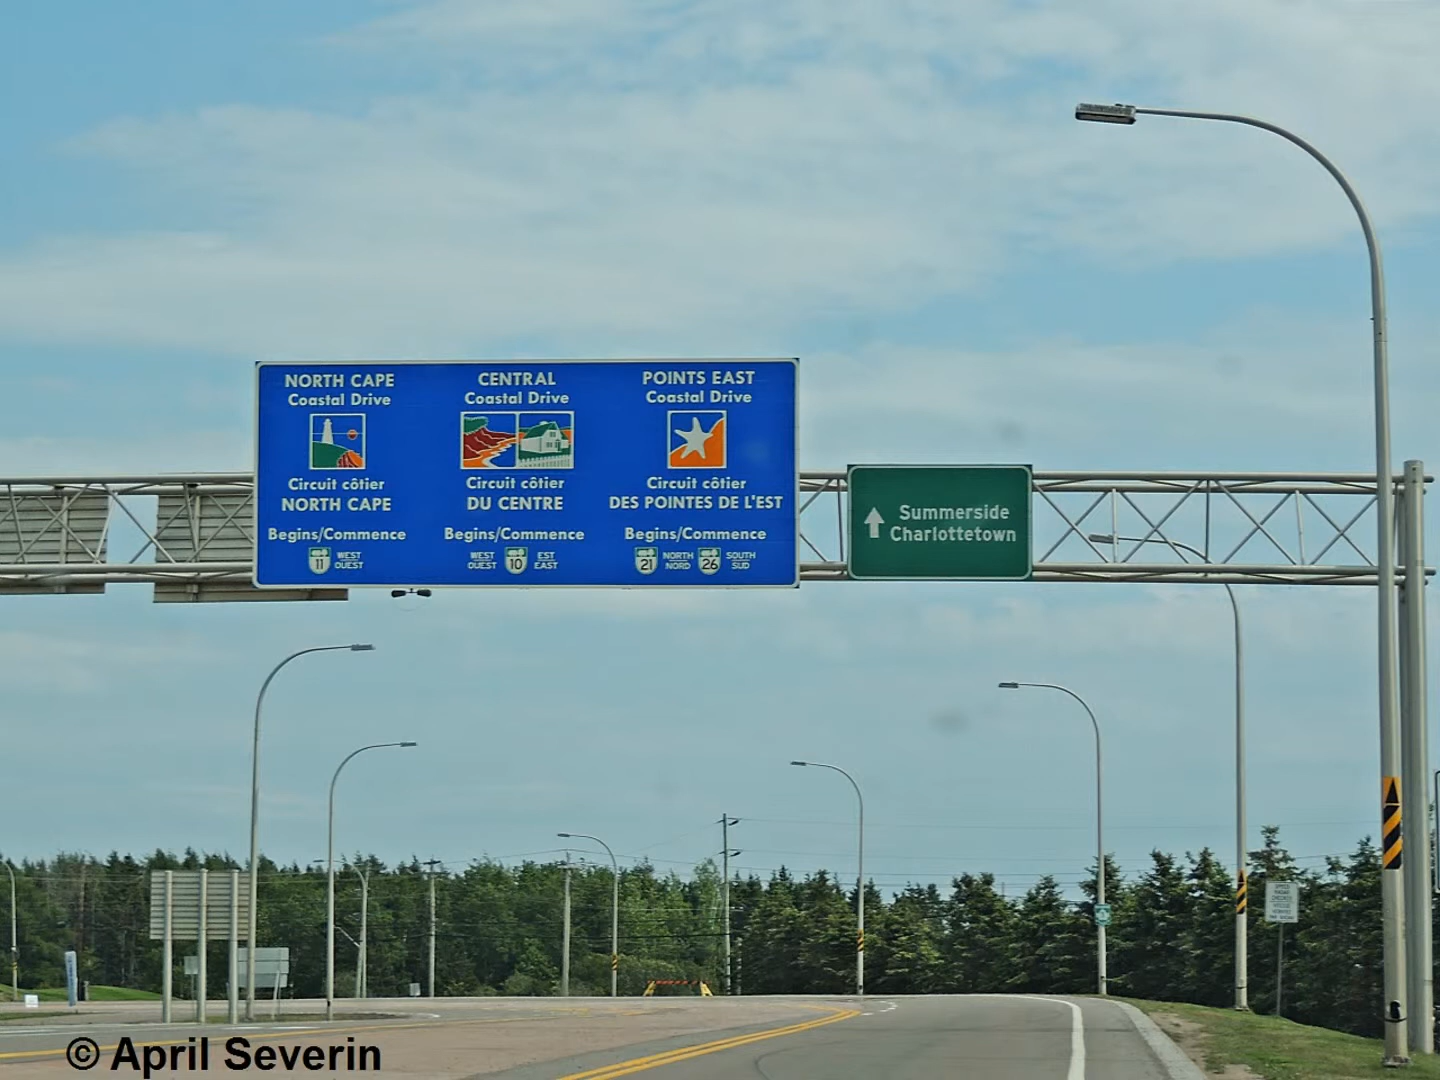 NORTH CAPE
Coastal Drive
Circuit côtier
NORTH CAPE
Begins/Commence
11 WEST
OUEST
CENTRAL
Coastal Drive
Circuit côtier
DU CENTRE
Begins/Commence
WEST 10 EST
OUEST EAST
POINTS EAST
Coastal Drive
Circuit côtier
DES POINTES DE L'EST
Begins/Commence
21 NORTH 26 SOUTH
NORD SUD
Summerside
Charlottetown
© April Severin